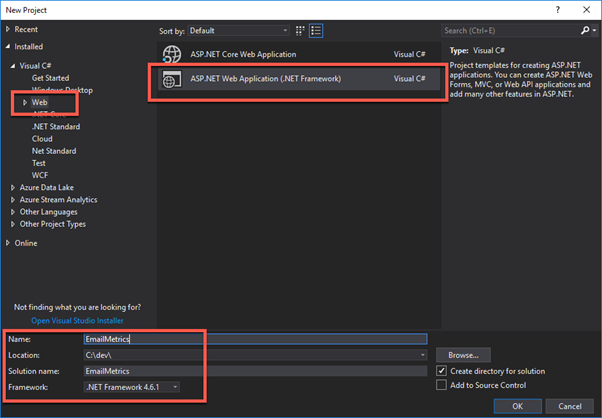 New Project
? ×
Recent
Installed
Visual C#
Get Started
Windows Desktop
Web
.NET Core
.NET Standard
Cloud
Net Standard
Test
WCF
Azure Data Lake
Azure Stream Analytics
Other Languages
Other Project Types
Online
Not finding what you are looking for?
Open Visual Studio Installer
Sort by: Default
ASP.NET Core Web Application Visual C#
ASP.NET Web Application (.NET Framework) Visual C#
Search (Ctrl+E)
Type: Visual C#
Project templates for creating ASP.NET
applications. You can create ASP.NET Web
Forms, MVC, or Web API applications and
add many other features in ASP.NET.
Name: EmailMetrics
Location: C:\dev\
Solution name: EmailMetrics
Framework: .NET Framework 4.6.1
Browse...
Create directory for solution
Add to Source Control
OK Cancel